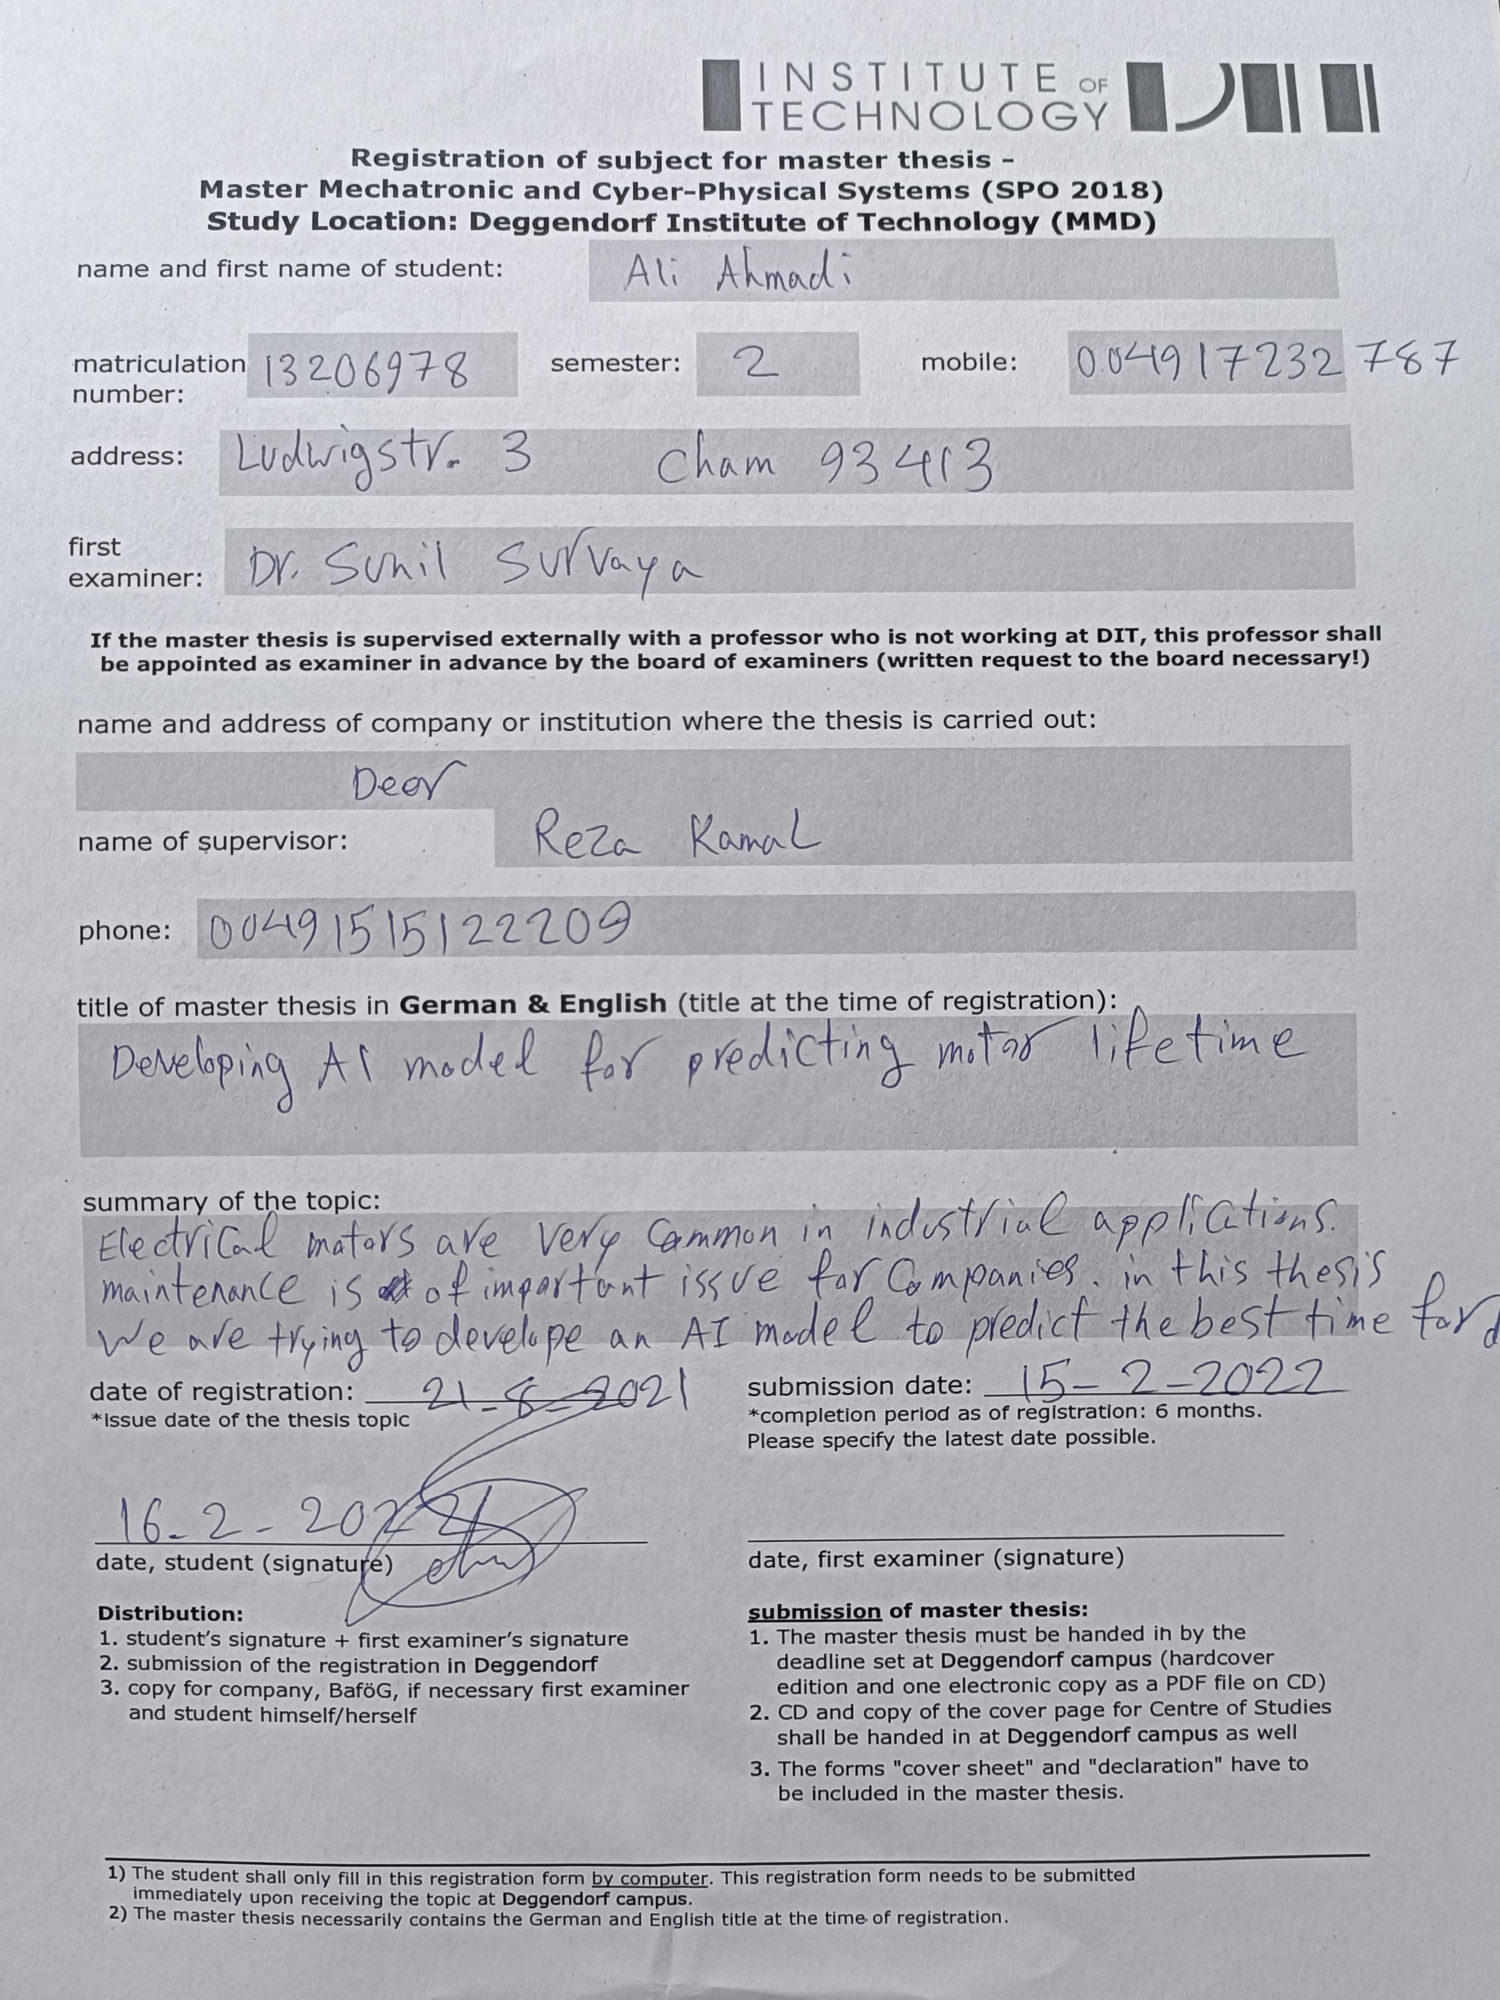 INSTITUTE OF
TECHNOLOGY
Registration of subject for master thesis -
Master Mechatronic and Cyber-Physical Systems (SPO 2018)
Study Location: Deggendorf Institute of Technology (MMD)
name and first name of student: Ali Ahmadi
matriculation number: 13206978 semester: 2 mobile: 004917232787
address: Ludwigstr. 3 Cham 93413
first examiner: Dr. Sunil Survaya
If the master thesis is supervised externally with a professor who is not working at DIT, this professor shall
be appointed as examiner in advance by the board of examiners (written request to the board necessary!)
name and address of company or institution where the thesis is carried out:
Deor
name of supervisor: Reza Kamal
phone: 00491515122209
title of master thesis in German & English (title at the time of registration):
Developing AI model for predicting motor lifetime
summary of the topic:
Electrical motors are very common in industrial applications.
maintenance is of important issue for companies. in this thesis
We are trying to develope an AI model to predict the best time for
date of registration: 21-8-2021 submission date: 15-2-2022
*issue date of the thesis topic
*completion period as of registration: 6 months.
Please specify the latest date possible.
16-2-2022
date, student (signature) date, first examiner (signature)
Distribution:
1. student's signature + first examiner's signature
2. submission of the registration in Deggendorf
3. copy for company, BaföG, if necessary first examiner
and student himself/herself
submission of master thesis:
1. The master thesis must be handed in by the
deadline set at Deggendorf campus (hardcover
edition and one electronic copy as a PDF file on CD)
2. CD and copy of the cover page for Centre of Studies
shall be handed in at Deggendorf campus as well
3. The forms "cover sheet" and "declaration" have to
be included in the master thesis.
1) The student shall only fill in this registration form by computer. This registration form needs to be submitted
immediately upon receiving the topic at Deggendorf campus.
2) The master thesis necessarily contains the German and English title at the time of registration.